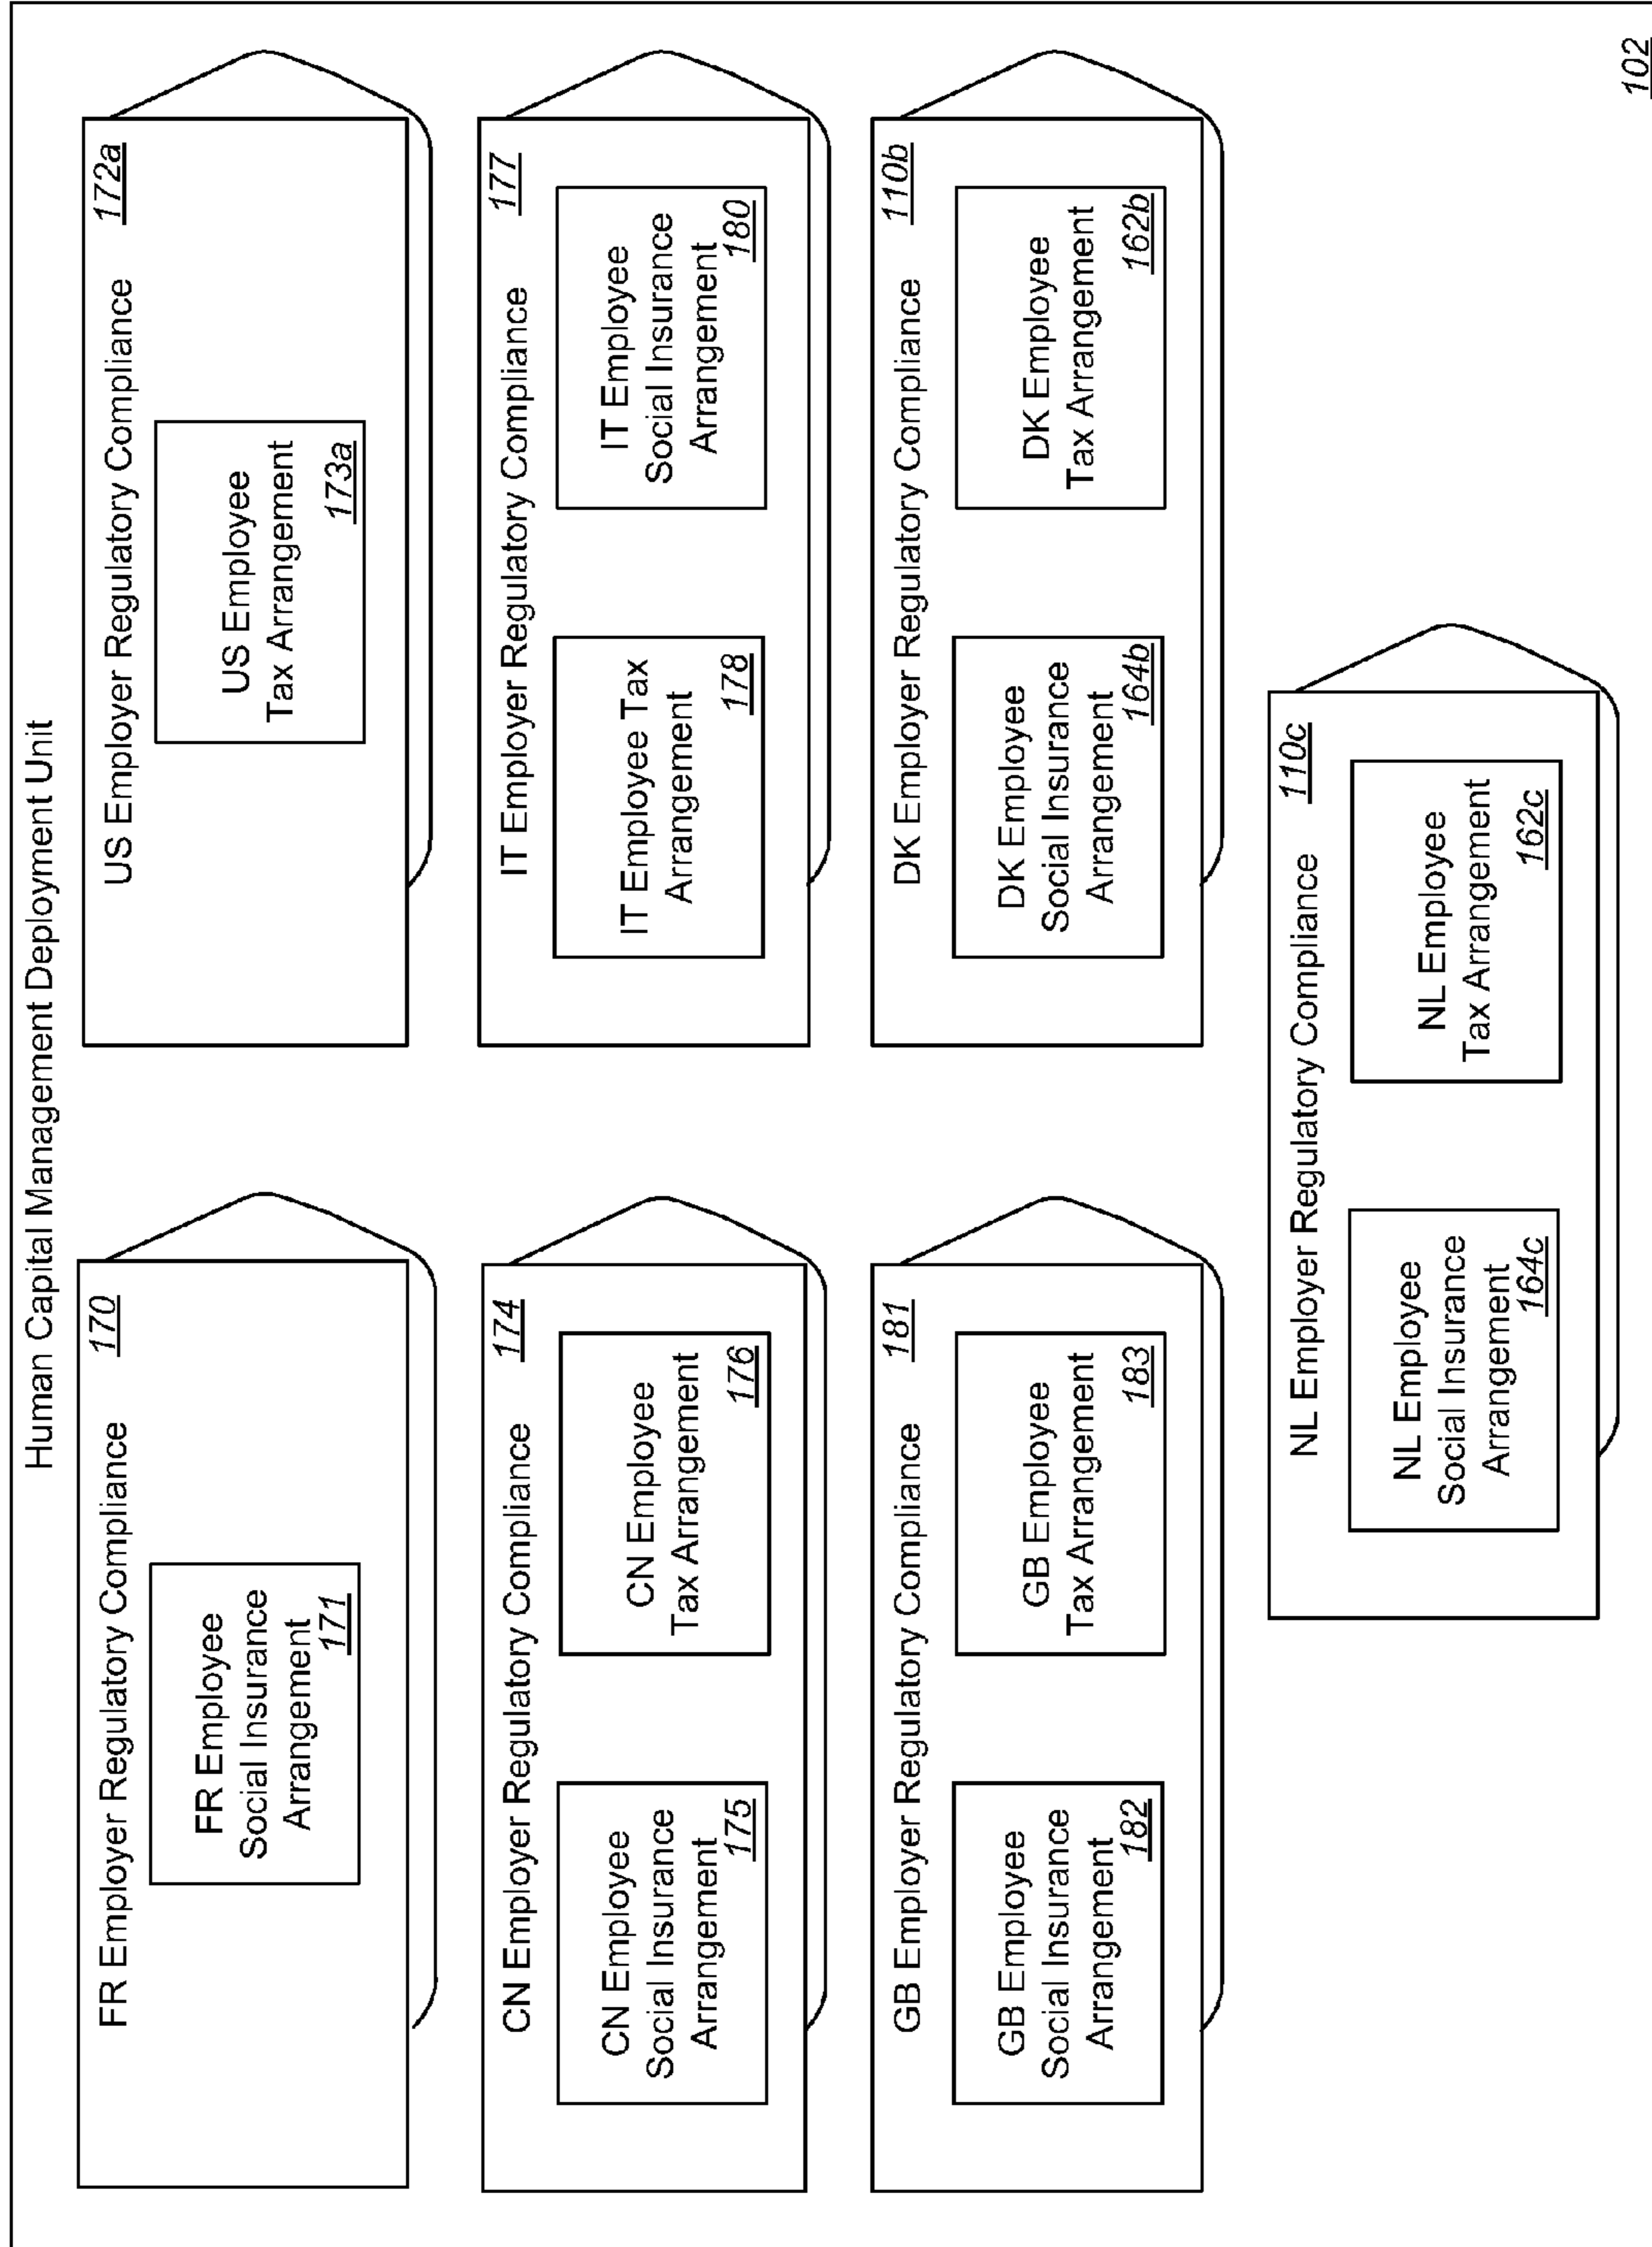 Human Capital Management Deployment Unit
FR Employer Regulatory Compliance
170
FR Employee
Social Insurance
Arrangement
171
US Employer Regulatory Compliance
172a
US Employee
Tax Arrangement
173a
CN Employer Regulatory Compliance
174
CN Employee
Social Insurance
Arrangement
175
CN Employee
Tax Arrangement
176
IT Employer Regulatory Compliance
177
IT Employee Tax
Arrangement
178
IT Employee
Social Insurance
Arrangement
180
GB Employer Regulatory Compliance
181
GB Employee
Social Insurance
Arrangement
182
GB Employee
Tax Arrangement
183
DK Employer Regulatory Compliance
110b
DK Employee
Social Insurance
Arrangement
164b
DK Employee
Tax Arrangement
162b
NL Employer Regulatory Compliance
110c
NL Employee
Social Insurance
Arrangement
164c
NL Employee
Tax Arrangement
162c
102